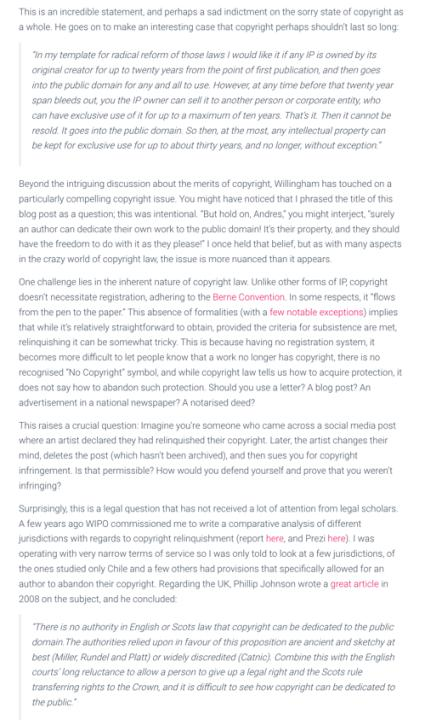 This is an incredible statement, and perhaps a sad indictment on the sorry state of copyright as
a whole. He goes on to make an interesting case that copyright perhaps shouldn't last so long:
"In my template for radical reform of those laws I would like it if any IP is owned by its
original creator for up to twenty years from the point of first publication, and then goes
into the public domain for any and all to use. However, at any time before that twenty year
span bleeds out, you the IP owner can sell it to another person or corporate entity, who
can have exclusive use of it for up to a maximum of ten years. That's it. Then it cannot be
resold. It goes into the public domain. So then, at the most, any intellectual property can
be kept for exclusive use for up to about thirty years, and no longer, without exception."
Beyond the intriguing discussion about the merits of copyright, Willingham has touched on a
particularly compelling copyright issue. You might have noticed that I phrased the title of this
blog post as a question; this was intentional. "But hold on, Andres," you might interject, "surely
an author can dedicate their own work to the public domain! It's their property, and they should
have the freedom to do with it as they please!" I once held that belief, but as with many aspects
in the crazy world of copyright law, the issue is more nuanced than it appears.
One challenge lies in the inherent nature of copyright law. Unlike other forms of IP, copyright
doesn't necessitate registration, adhering to the Berne Convention. In some respects, it "flows
from the pen to the paper." This absence of formalities (with a few notable exceptions) implies
that while it's relatively straightforward to obtain, provided the criteria for subsistence are met,
relinquishing it can be somewhat tricky. This is because having no registration system, it
becomes more difficult to let people know that a work no longer has copyright, there is no
recognised "No Copyright" symbol, and while copyright law tells us how to acquire protection, it
does not say how to abandon such protection. Should you use a letter? A blog post? An
advertisement in a national newspaper? A notarised deed?
This raises a crucial question: Imagine you're someone who came across a social media post
where an artist declared they had relinquished their copyright. Later, the artist changes their
mind, deletes the post (which hasn't been archived), and then sues you for copyright
infringement. Is that permissible? How would you defend yourself and prove that you weren't
infringing?
Surprisingly, this is a legal question that has not received a lot of attention from legal scholars.
A few years ago WIPO commissioned me to write a comparative analysis of different
jurisdictions with regards to copyright relinquishment (report here, and Prezi here). I was
operating with very narrow terms of service so I was only told to look at a few jurisdictions, of
the ones studied only Chile and a few others had provisions that specifically allowed for an
author to abandon their copyright. Regarding the UK, Phillip Johnson wrote a great article in
2008 on the subject, and he concluded:
"There is no authority in English or Scots law that copyright can be dedicated to the public
domain.The authorities relied upon in favour of this proposition are ancient and sketchy at
best (Miller, Rundel and Platt) or widely discredited (Catnic). Combine this with the English
courts' long reluctance to allow a person to give up a legal right and the Scots rule
transferring rights to the Crown, and it is difficult to see how copyright can be dedicated to
the public."